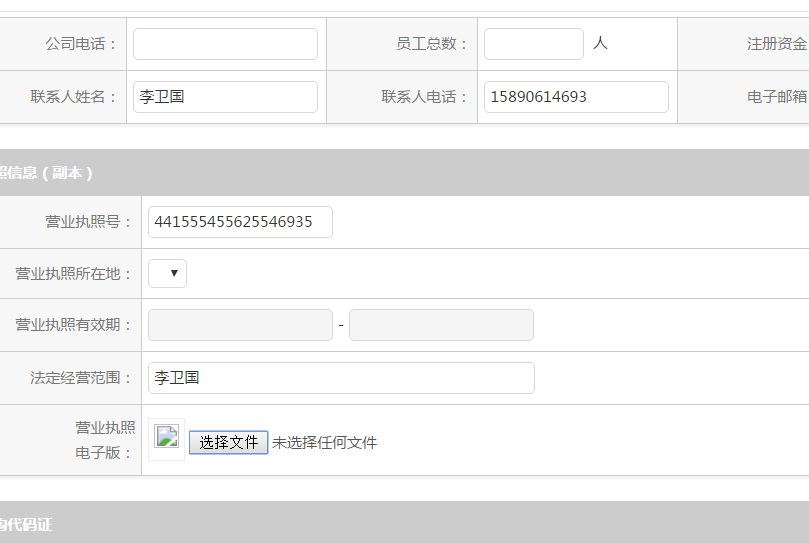 公司电话： 员工总数： 人 注册资金
联系人姓名： 李卫国 联系人电话： 15890614693 电子邮箱
照信息（副本）
营业执照号： 441555455625546935
营业执照所在地：
营业执照有效期： -
法定经营范围： 李卫国
营业执照
电子版： 选择文件 未选择任何文件
构代码证